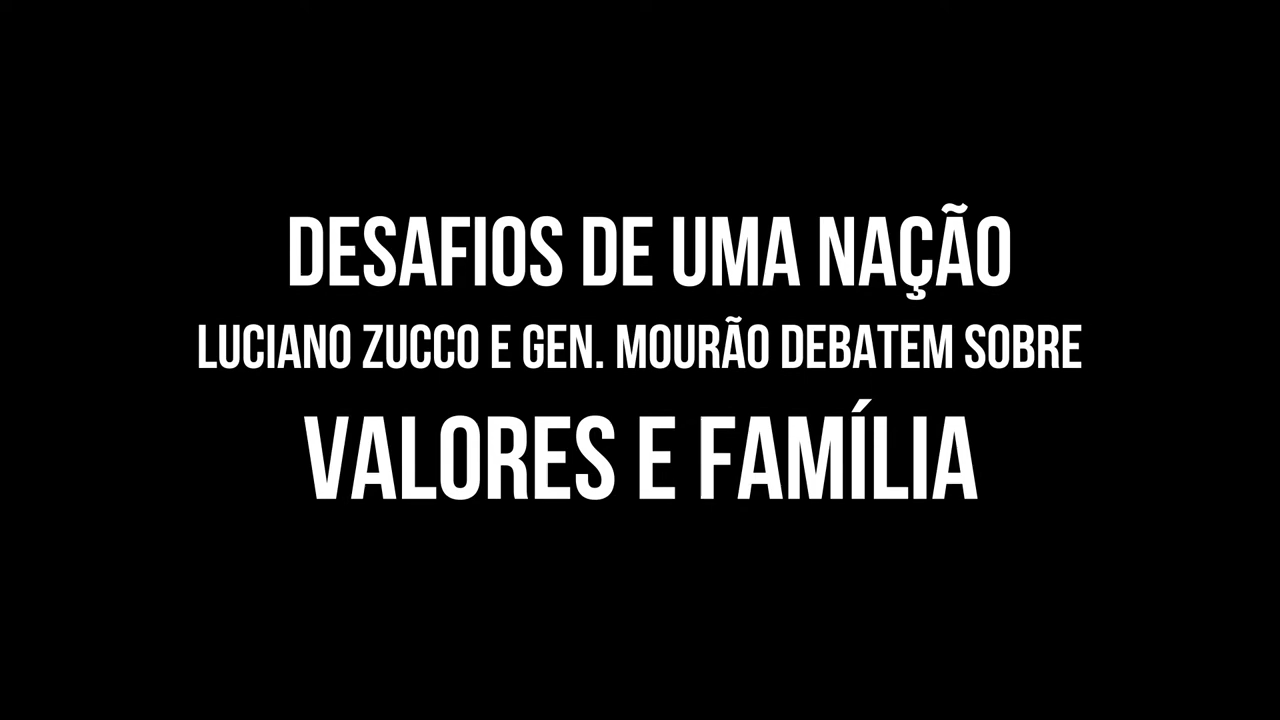 DESAFIOS DE UMA NAÇÃO
LUCIANO ZUCCO E GEN. MOURÃO DEBATEM SOBRE
VALORES E FAMÍLIA